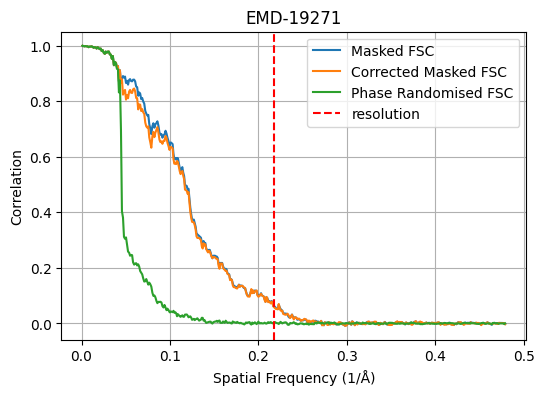 EMD-19271
Masked FSC
Corrected Masked FSC
Phase Randomised FSC
resolution
Correlation
1.0
0.8
0.6
0.4
0.2
0.0
0.0 0.1 0.2 0.3 0.4 0.5
Spatial Frequency (1/Å)